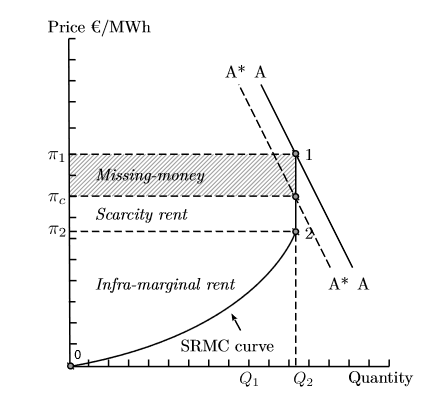 Price €/MWh
A* A
π₁
1
Missing-money
π_c
Scarcity rent
π₂
2
Infra-marginal rent
A* A
SRMC curve
0
Q₁ Q₂ Quantity